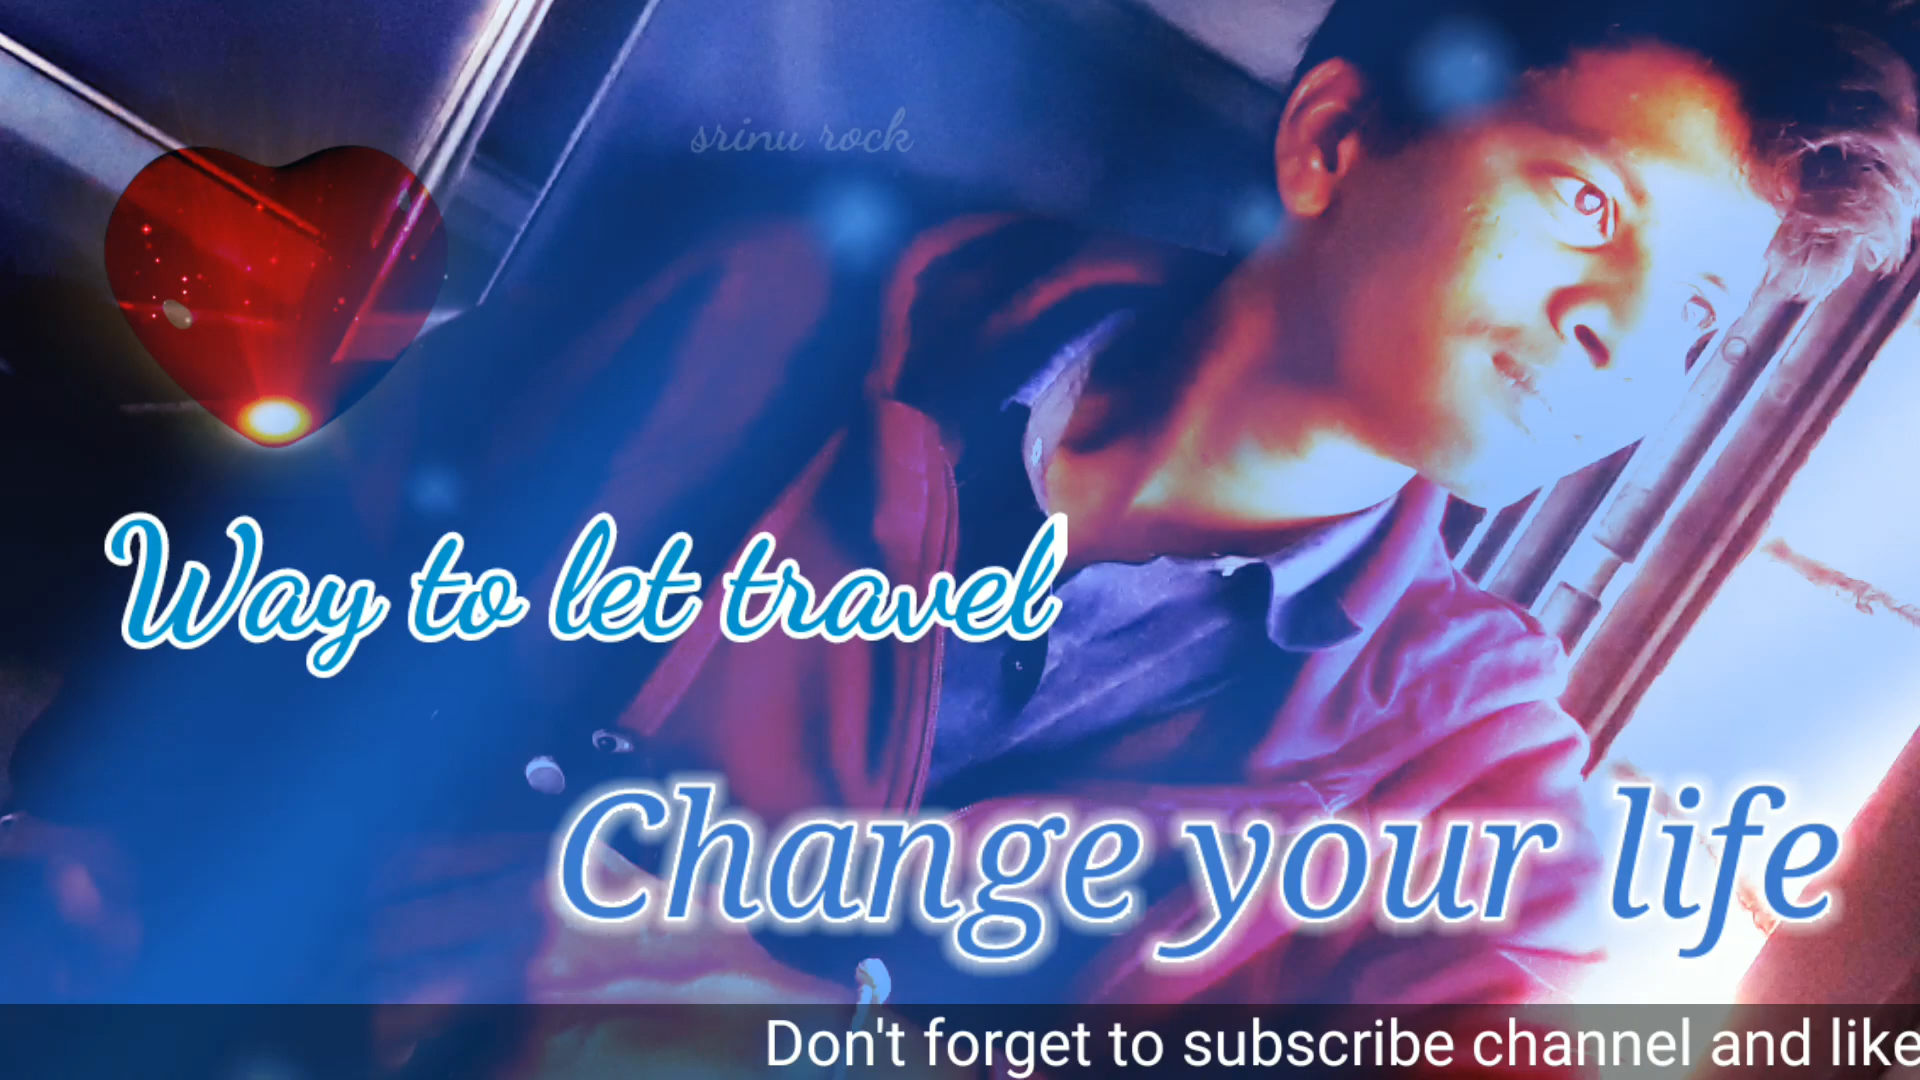 srinu rock
Way to let travel
Change your life
Don't forget to subscribe channel and like